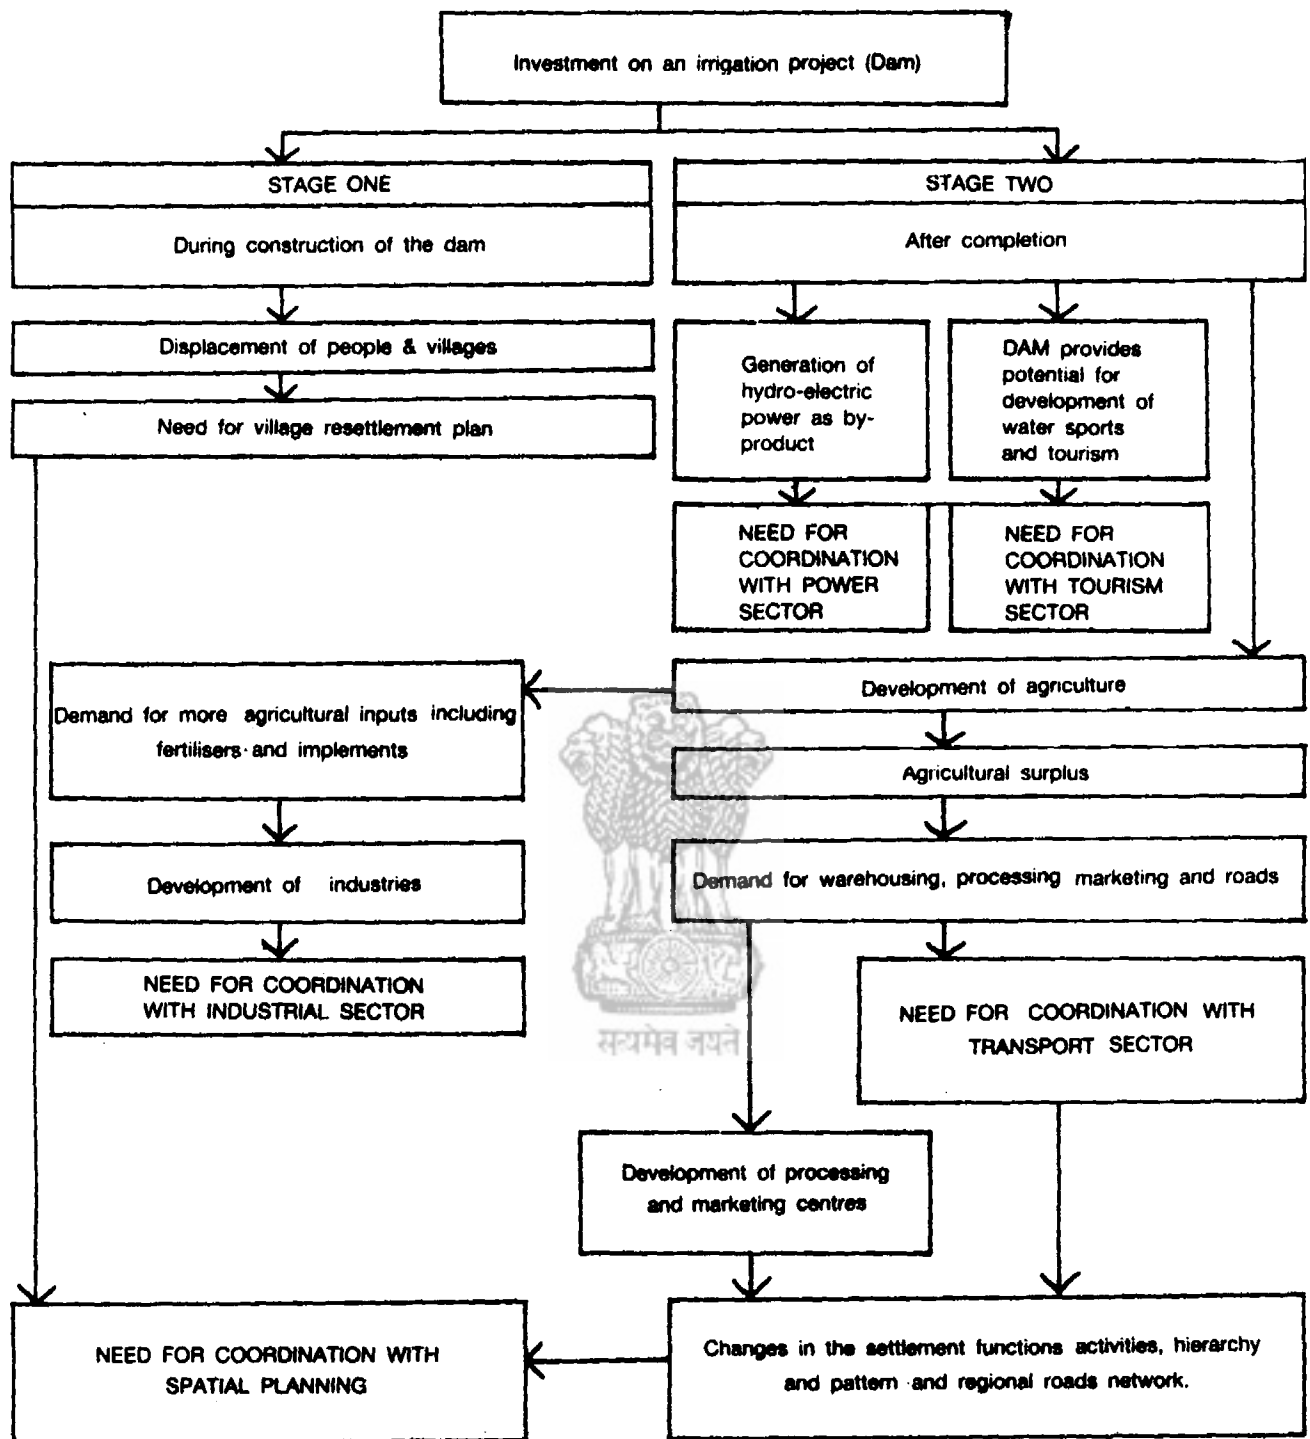 Investment on an irrigation project (Dam)
STAGE ONE
During construction of the dam
Displacement of people & villages
Need for village resettlement plan
STAGE TWO
After completion
Generation of
hydro-electric
power as by-
product
DAM provides
potential for
development of
water sports
and tourism
NEED FOR
COORDINATION
WITH POWER
SECTOR
NEED FOR
COORDINATION
WITH TOURISM
SECTOR
Development of agriculture
Demand for more agricultural inputs including
fertilisers and implements
Agricultural surplus
Development of industries
Demand for warehousing, processing marketing and roads
NEED FOR COORDINATION
WITH INDUSTRIAL SECTOR
NEED FOR COORDINATION WITH
TRANSPORT SECTOR
सत्यमेव जयते
Development of processing
and marketing centres
NEED FOR COORDINATION WITH
SPATIAL PLANNING
Changes in the settlement functions activities, hierarchy
and pattern and regional roads network.